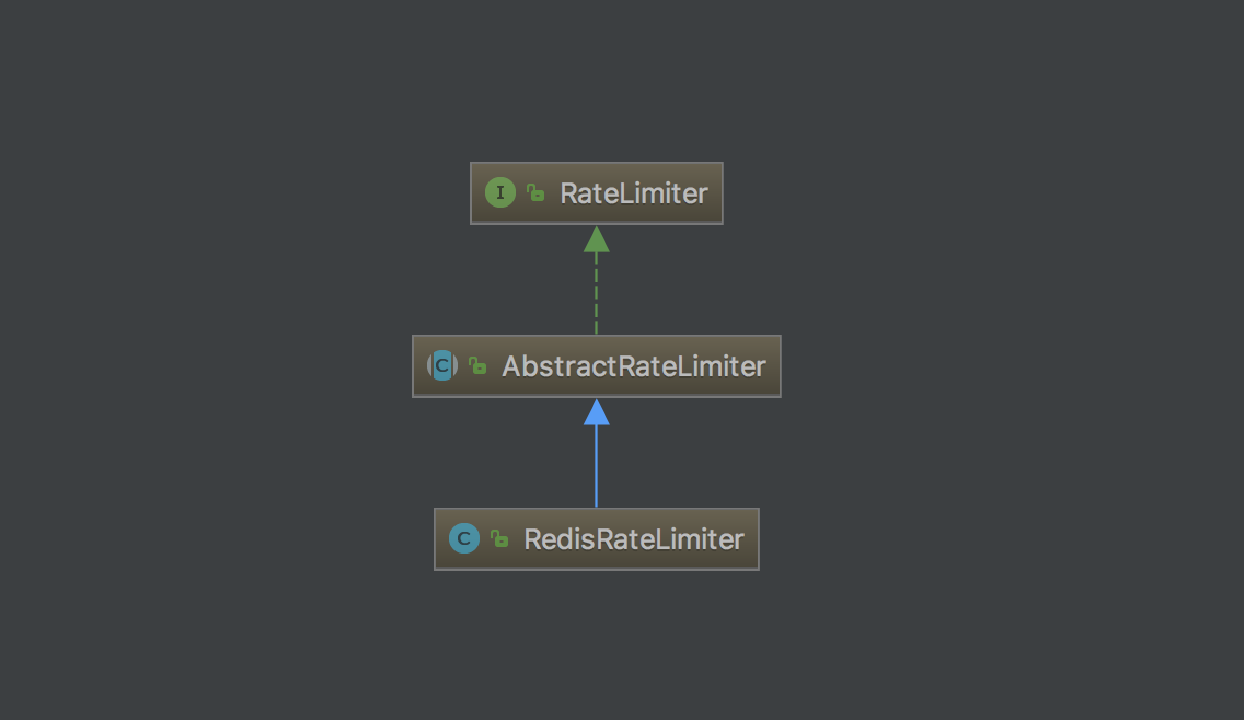 I RateLimiter
C AbstractRateLimiter
C RedisRateLimiter